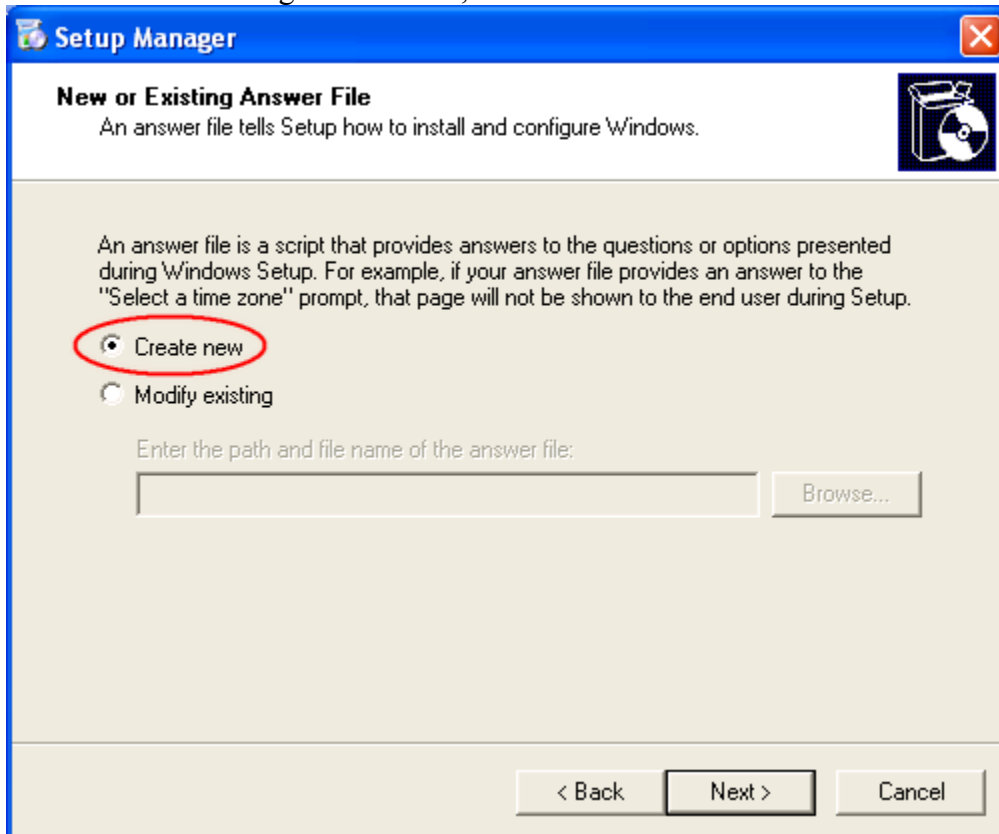 Setup Manager
New or Existing Answer File
An answer file tells Setup how to install and configure Windows.
An answer file is a script that provides answers to the questions or options presented
during Windows Setup. For example, if your answer file provides an answer to the
"Select a time zone" prompt, that page will not be shown to the end user during Setup.
Create new
Modify existing
Enter the path and file name of the answer file:
Browse...
< Back Next > Cancel